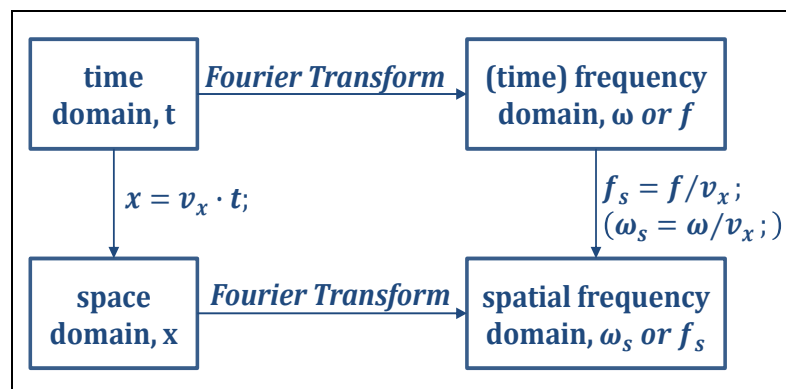 time
domain, t
Fourier Transform
(time) frequency
domain, ω or f
x = vₓ · t;
fₛ = f/vₓ;
(ωₛ = ω/vₓ;)
space
domain, x
Fourier Transform
spatial frequency
domain, ωₛ or fₛ